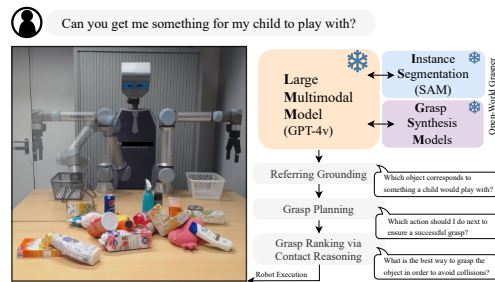 Can you get me something for my child to play with?
Large
Multimodal
Model
(GPT-4v)
Instance
Segmentation
(SAM)
Grasp
Synthesis
Models
Open-World Grasper
Referring Grounding
Which object corresponds to
something a child would play with?
Grasp Planning
Which action should I do next to
ensure a successful grasp?
Grasp Ranking via
Contact Reasoning
What is the best way to grasp the
object in order to avoid collisions?
Robot Execution